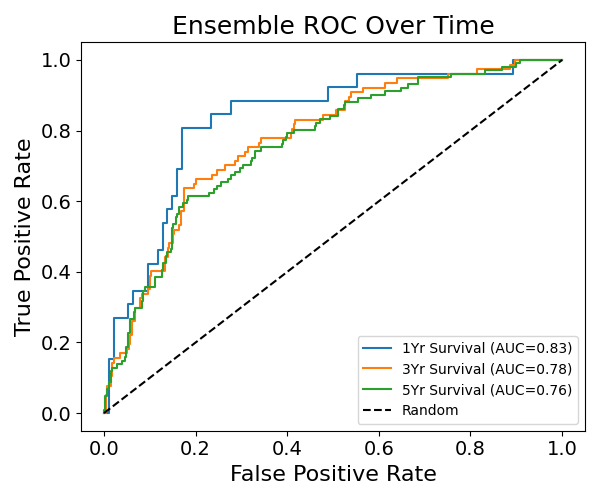 Ensemble ROC Over Time
True Positive Rate
1.0
0.8
0.6
0.4
0.2
0.0
1Yr Survival (AUC=0.83)
3Yr Survival (AUC=0.78)
5Yr Survival (AUC=0.76)
Random
0.0 0.2 0.4 0.6 0.8 1.0
False Positive Rate